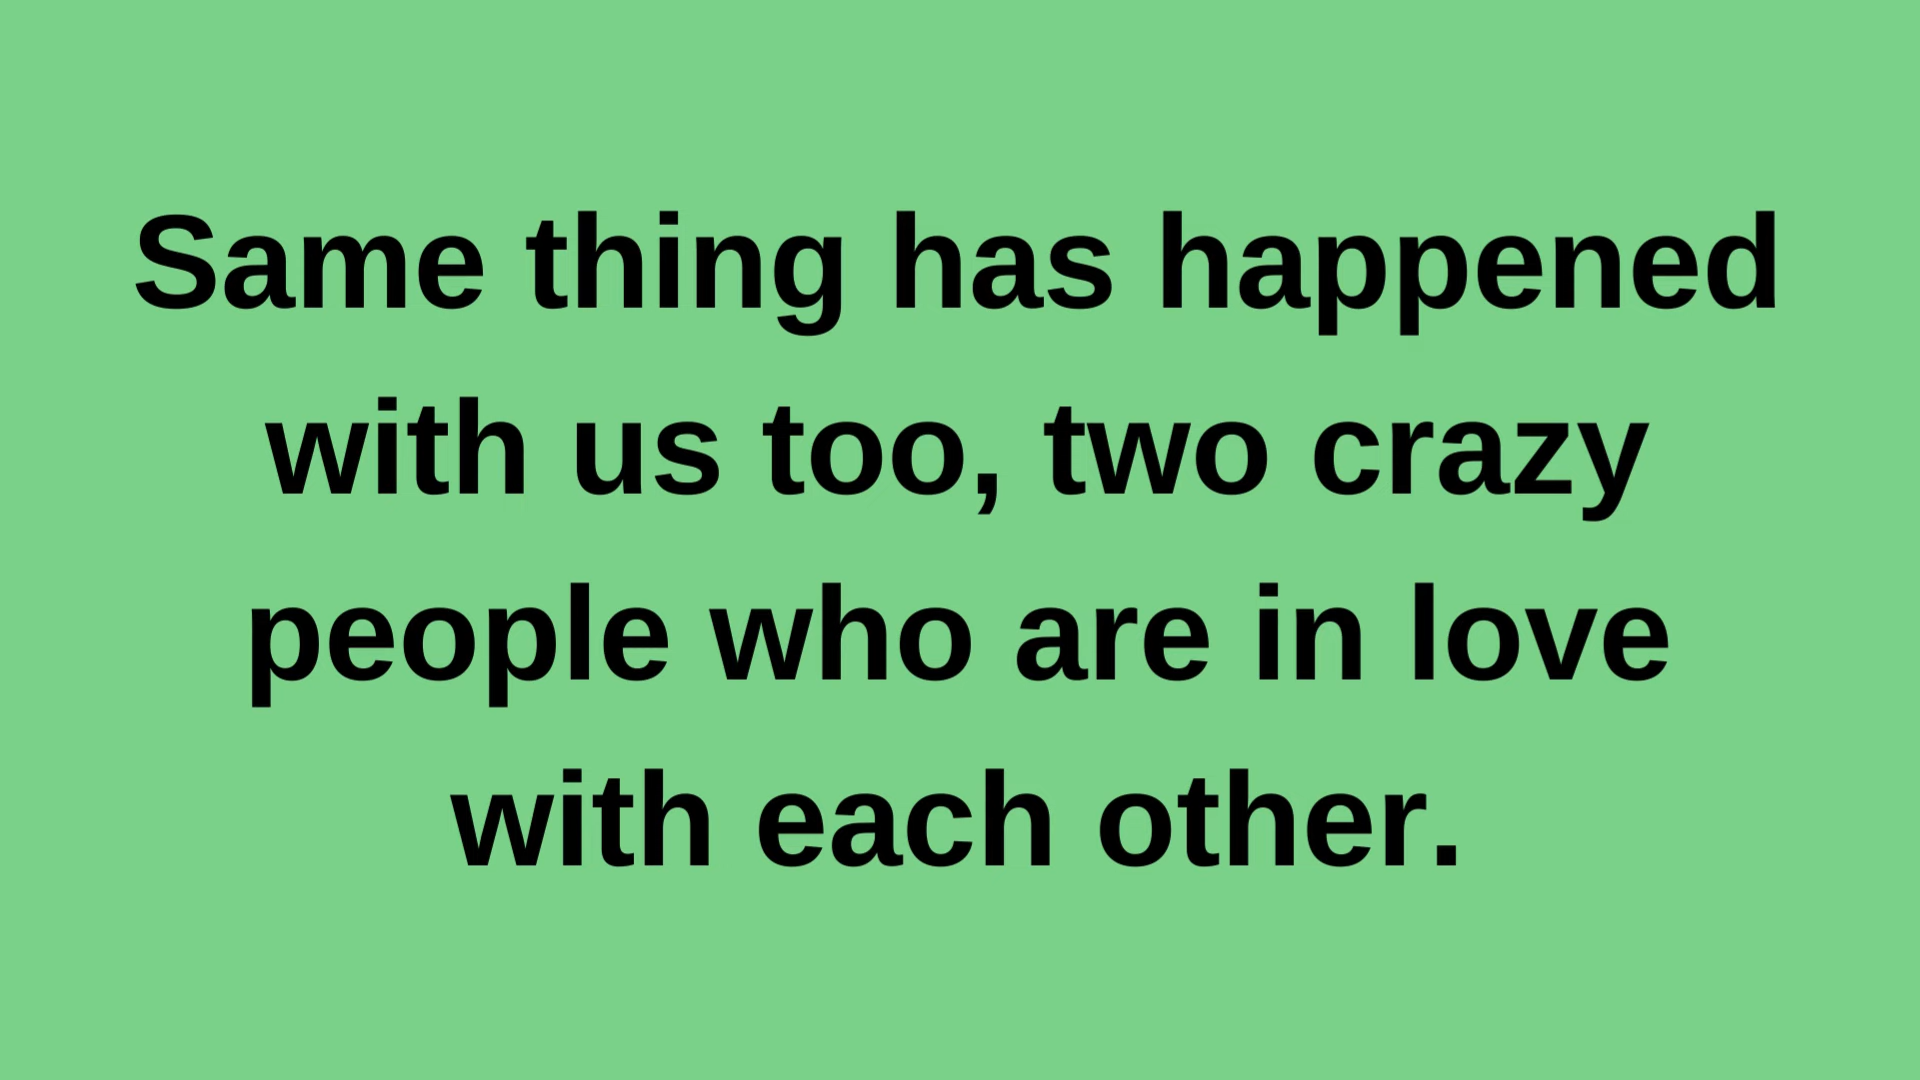 Same thing has happened
with us too, two crazy
people who are in love
with each other.